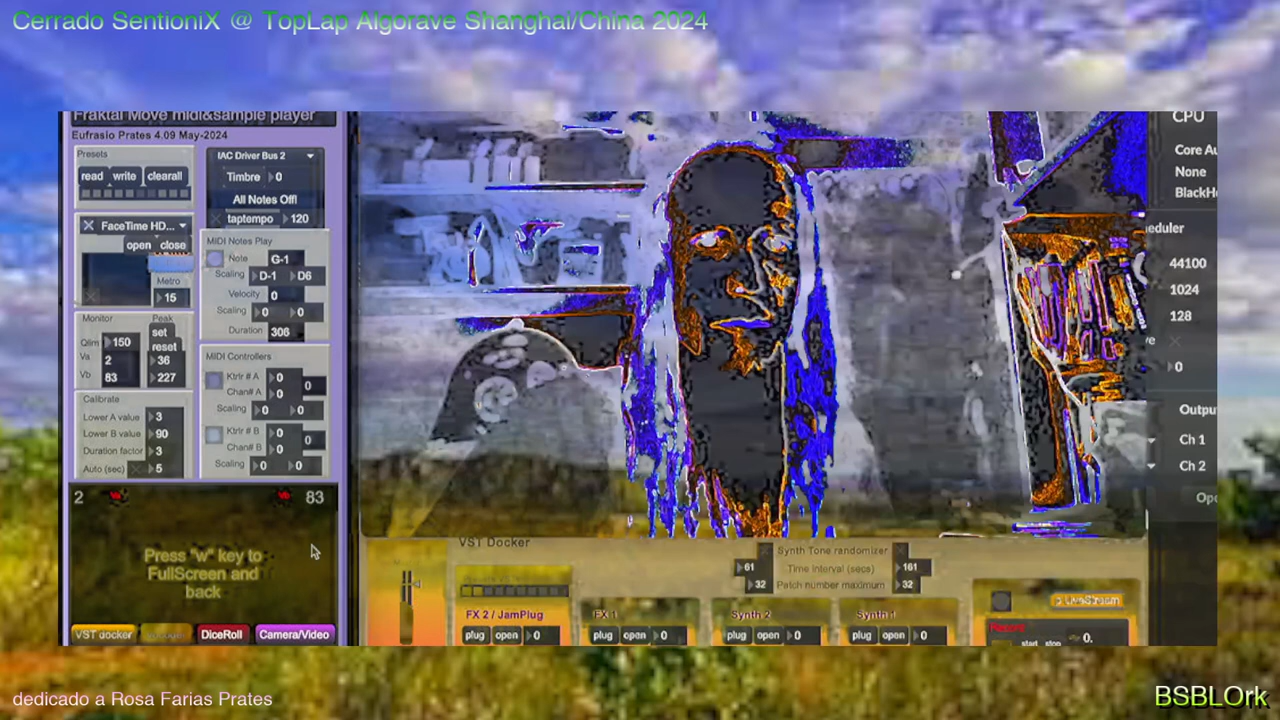 Cerrado SentioniX @ TopLap Algorave Shanghai/China 2024
Fraktal Move midi&sample player
Eufrasio Prates 4.09 May-2024
Presets
read write clearall
IAC Driver Bus 2
Timbre 0
All Notes Off!
taptempo 120
FaceTime HD...
open close
Metro
15
MIDI Notes Play
Note G-1
Scaling D-1 D6
Velocity 0
Scaling 0 0
Duration 306
Monitor Peak
Qlim 150 set
reset
Va 2 36
Vb 83 227
MIDI Controllers
Ktrlr # A 0 0
Chan# A 0
Scaling 0 0
Ktrlr # B 0 0
Chan# B 0
Scaling 0 0
Calibrate
Lower A value 3
Lower B value 90
Duration factor 3
Auto (sec) 5
2 83
Press "w" key to
FullScreen and
back
VST docker DiceRoll Camera/Video
CPU
Core Au
None
BlackHo
eduler
44100
1024
128
0
Output
Ch 1
Ch 2
VST Docker
61 Synth Tone randomizer 161
Time interval (secs)
32 Patch number maximum 32
FX 2 / JamPlug FX 1 Synth 2 Synth 1
plug open 0 plug open 0 plug open 0 plug open 0
LiveStream
Record
start stop 0.
dedicado a Rosa Farias Prates
BSBLOrk